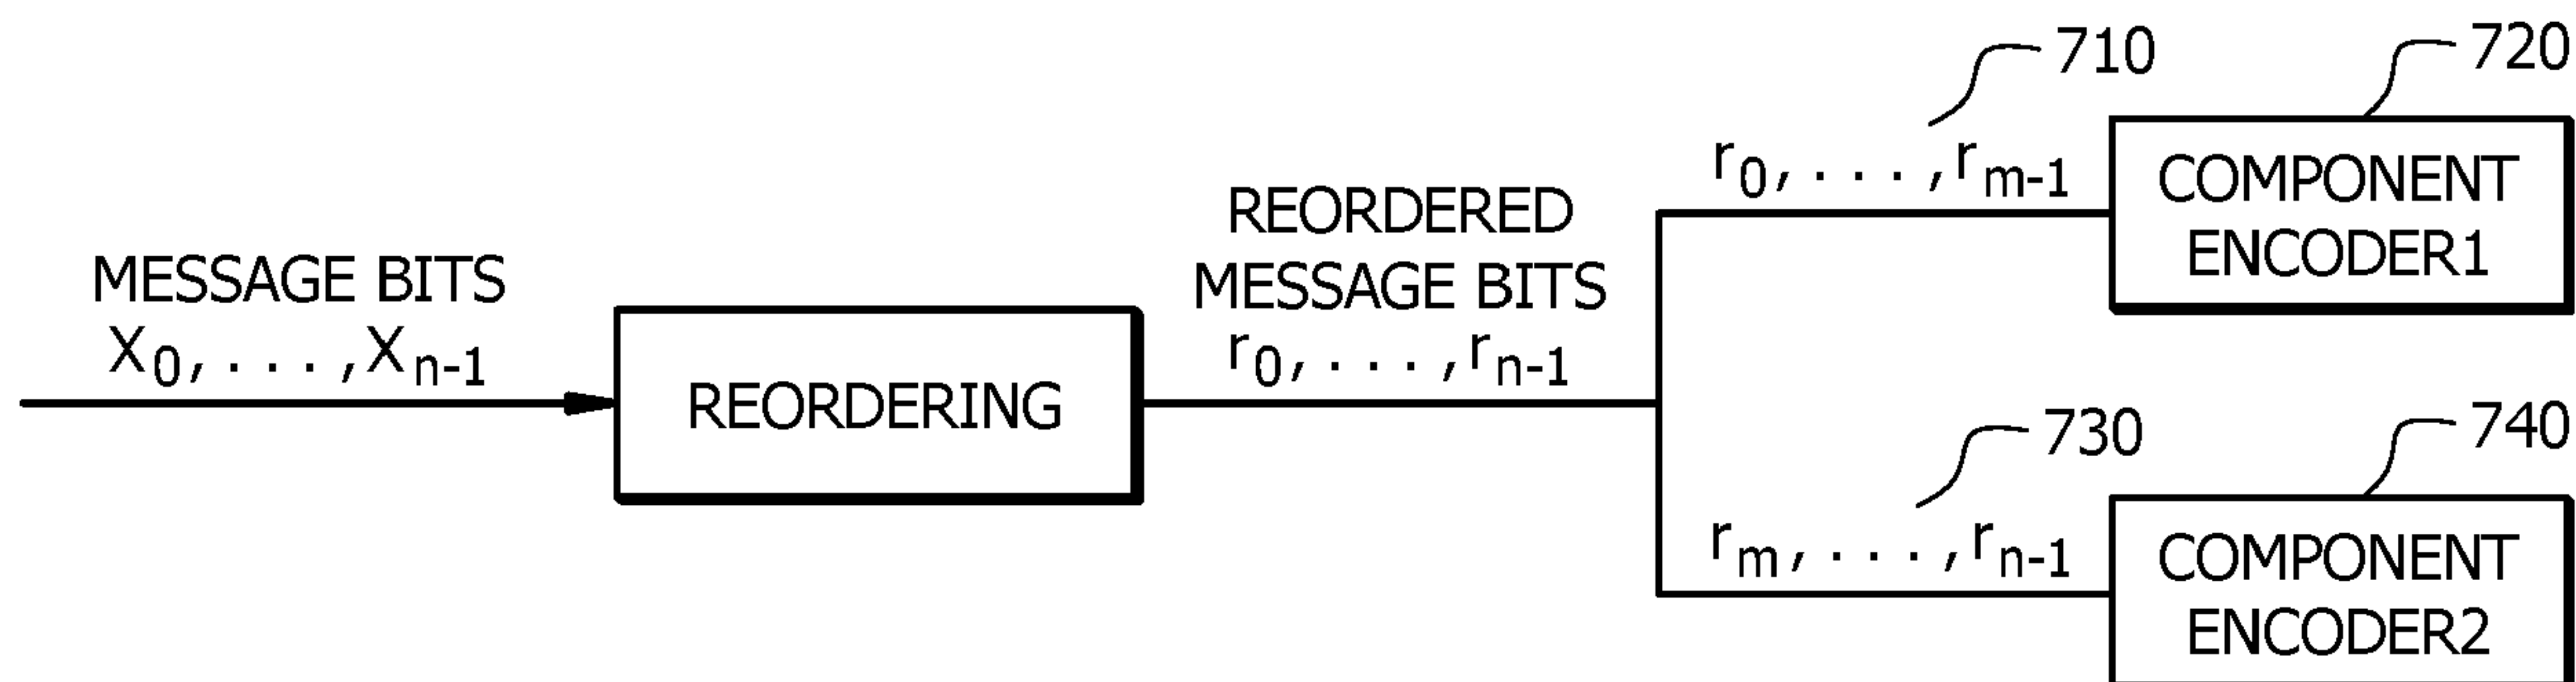 MESSAGE BITS
X0, . . . ,Xn-1
REORDERING
REORDERED
MESSAGE BITS
r0, . . . ,rn-1
710
r0, . . . ,rm-1
720
COMPONENT
ENCODER1
730
rm, . . . ,rn-1
740
COMPONENT
ENCODER2